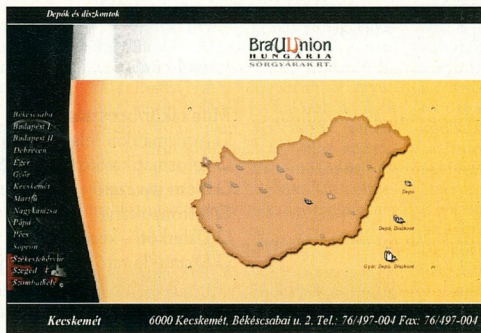 Depók és diszkontok
BraUUnion
HUNGÁRIA
SÖRGYÁRAK RT.
Békéscsaba
Budapest I
Budapest II
Debrecen
Eger
Győr
Kecskemét
Martfű
Nagykanizsa
Pápa
Pécs
Sopron
Székesfehérvár
Szeged
Szombathely
Depó
Depó, Diszkont
Gyár, Depó, Diszkont
Kecskemét
6000 Kecskemét, Békéscsabai u. 2. Tel.: 76/497-004 Fax: 76/497-004